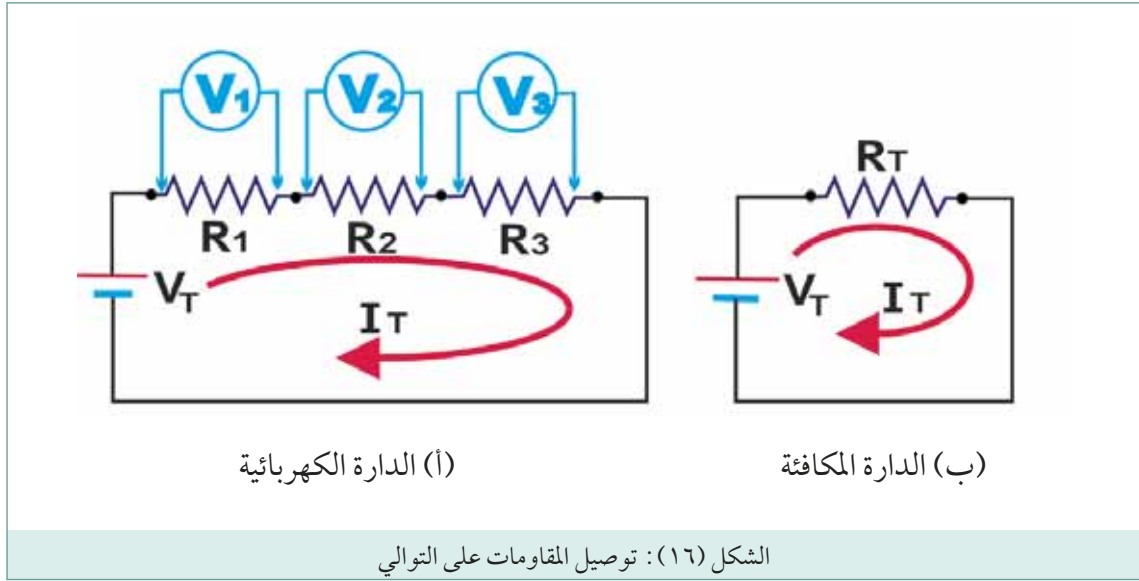 V1 V2 V3
R1 R2 R3
VT
IT
RT
VT
IT
(أ) الدارة الكهربائية
(ب) الدارة المكافئة
الشكل (١٦): توصيل المقاومات على التوالي